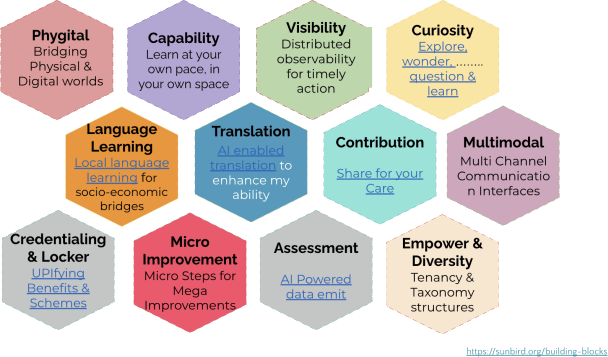 Phygital
Bridging
Physical &
Digital worlds
Capability
Learn at your
own pace, in
your own space
Visibility
Distributed
observability
for timely
action
Curiosity
Explore,
wonder, ........
question &
learn
Language
Learning
Local language
learning for
socio-economic
bridges
Translation
AI enabled
translation to
enhance my
ability
Contribution
Share for your
Care
Multimodal
Multi Channel
Communicatio
n Interfaces
Credentialing
& Locker
UPIfying
Benefits &
Schemes
Micro
Improvement
Micro Steps for
Mega
Improvements
Assessment
AI Powered
data emit
Empower &
Diversity
Tenancy &
Taxonomy
structures
https://sunbird.org/building-blocks